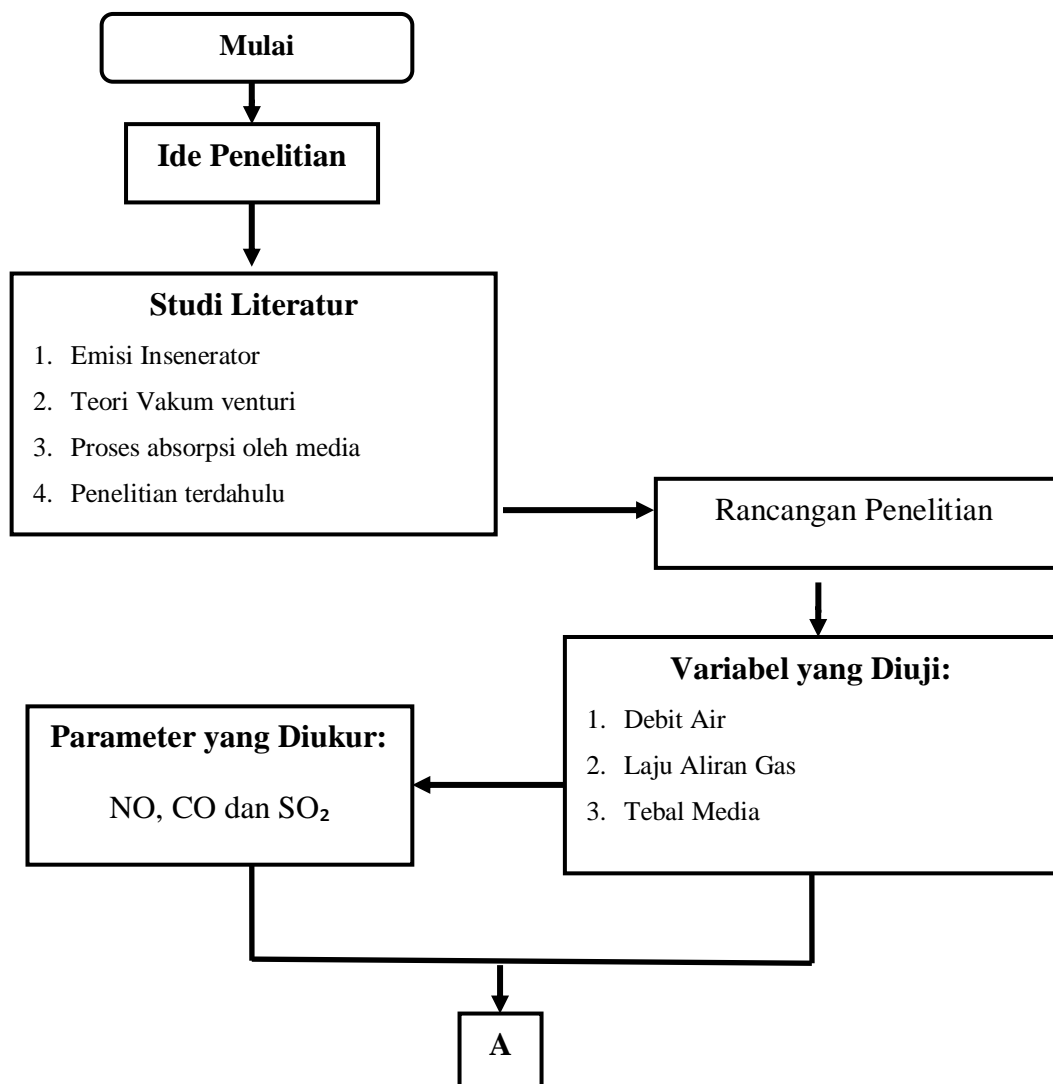 Mulai
Ide Penelitian
Studi Literatur
1. Emisi Insenerator
2. Teori Vakum venturi
3. Proses absorpsi oleh media
4. Penelitian terdahulu
Rancangan Penelitian
Variabel yang Diuji:
1. Debit Air
2. Laju Aliran Gas
3. Tebal Media
Parameter yang Diukur:
NO, CO dan SO₂
A